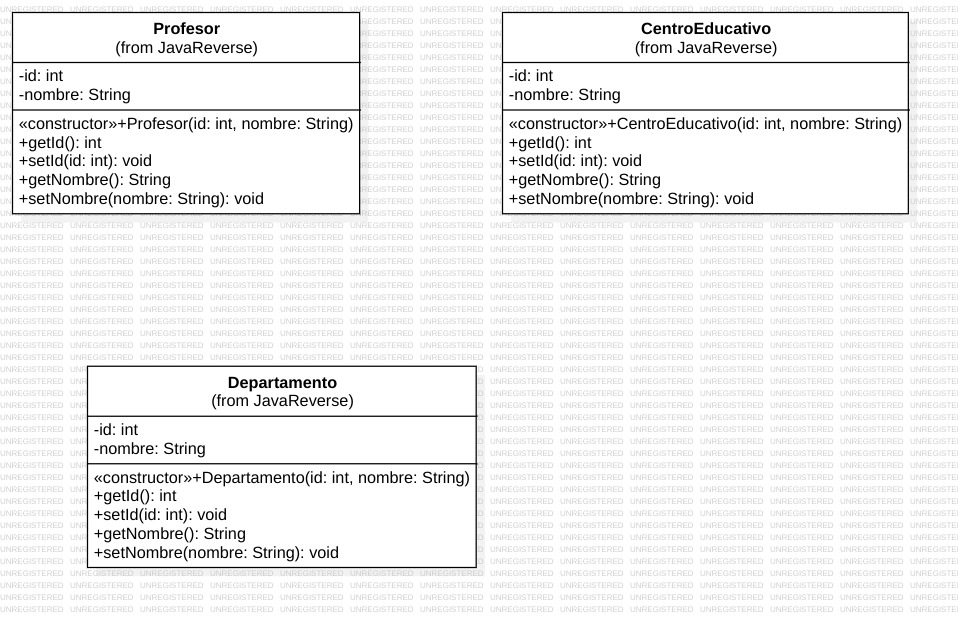 Profesor
(from JavaReverse)
-id: int
-nombre: String
«constructor»+Profesor(id: int, nombre: String)
+getId(): int
+setId(id: int): void
+getNombre(): String
+setNombre(nombre: String): void
CentroEducativo
(from JavaReverse)
-id: int
-nombre: String
«constructor»+CentroEducativo(id: int, nombre: String)
+getId(): int
+setId(id: int): void
+getNombre(): String
+setNombre(nombre: String): void
Departamento
(from JavaReverse)
-id: int
-nombre: String
«constructor»+Departamento(id: int, nombre: String)
+getId(): int
+setId(id: int): void
+getNombre(): String
+setNombre(nombre: String): void
UNREGISTERED